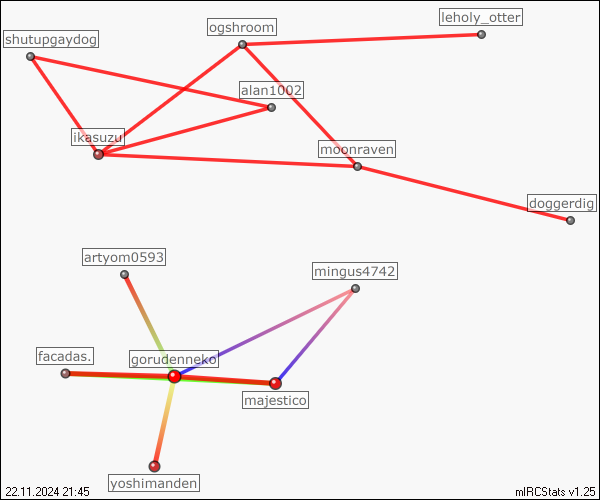 leholy_otter
ogshroom
shutupgaydog
alan1002
ikasuzu
moonraven
doggerdig
artyom0593
mingus4742
facadas.
gorudenneko
majestico
yoshimanden
22.11.2024 21:45
mIRCStats v1.25